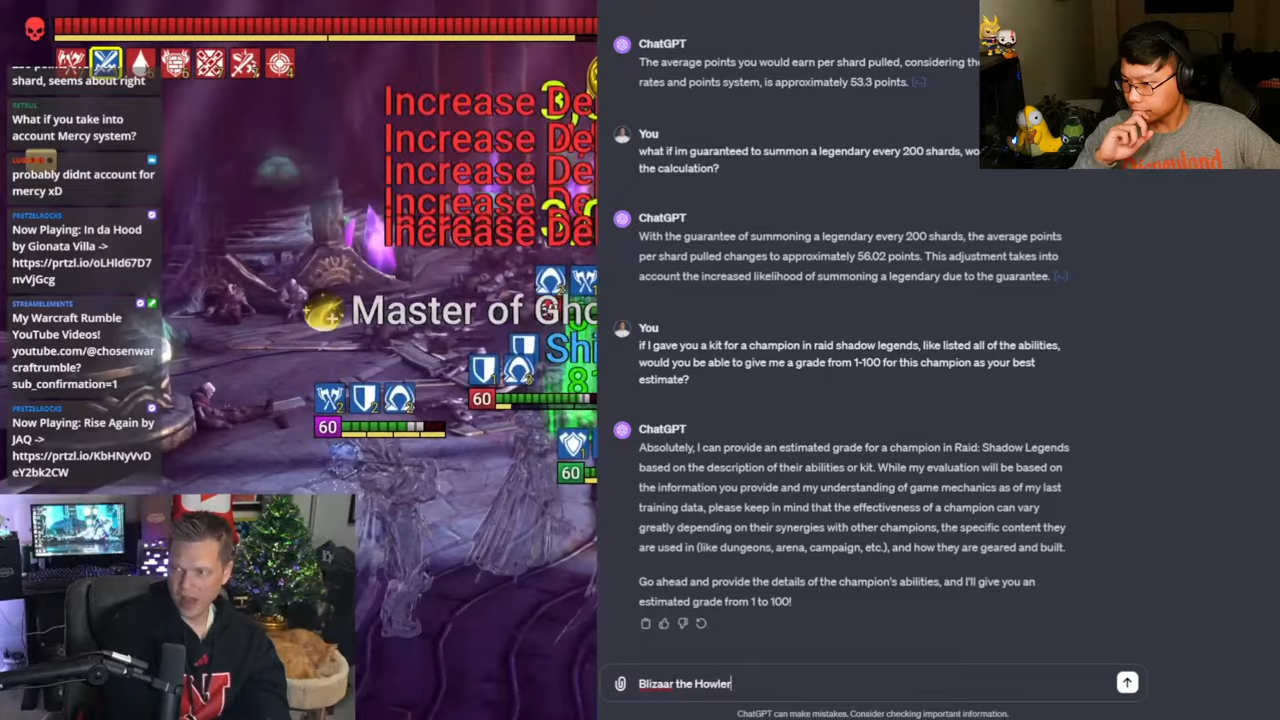 shard, seems about right
RETRUL
What if you take into
account Mercy system?
probably didnt account for
mercy xD
PRETZELROCKS
Now Playing: In da Hood
by Gionata Villa ->
https://prtzl.io/oLHld67D7
nvVjGcg
STREAMELEMENTS
My Warcraft Rumble
YouTube Videos!
youtube.com/@chosenwar
craftrumble?
sub_confirmation=1
PRETZELROCKS
Now Playing: Rise Again by
JAQ ->
https://prtzl.io/KbHNyVvD
eY2bk2CW
Increase De
Increase De
Increase De
Increase De
Increase De
Master of Gho
Shi
60
60
60
ChatGPT
The average points you would earn per shard pulled, considering the
rates and points system, is approximately 53.3 points.
You
what if im guaranteed to summon a legendary every 200 shards, wo
the calculation?
ChatGPT
With the guarantee of summoning a legendary every 200 shards, the average points
per shard pulled changes to approximately 56.02 points. This adjustment takes into
account the increased likelihood of summoning a legendary due to the guarantee.
You
if I gave you a kit for a champion in raid shadow legends, like listed all of the abilities,
would you be able to give me a grade from 1-100 for this champion as your best
estimate?
ChatGPT
Absolutely, I can provide an estimated grade for a champion in Raid: Shadow Legends
based on the description of their abilities or kit. While my evaluation will be based on
the information you provide and my understanding of game mechanics as of my last
training data, please keep in mind that the effectiveness of a champion can vary
greatly depending on their synergies with other champions, the specific content they
are used in (like dungeons, arena, campaign, etc.), and how they are geared and built.
Go ahead and provide the details of the champion's abilities, and I'll give you an
estimated grade from 1 to 100!
Blizaar the Howler
ChatGPT can make mistakes. Consider checking important information.